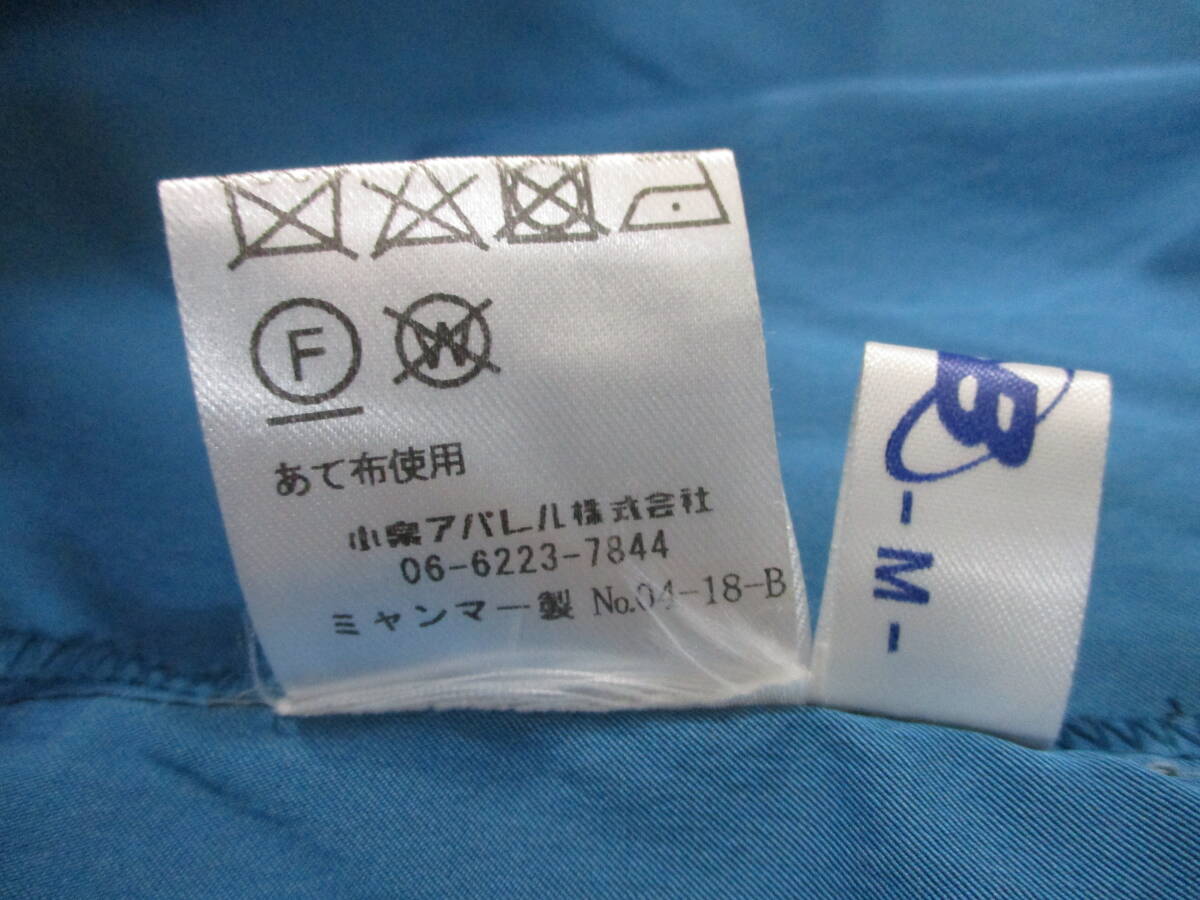 F W
あて布使用
小泉アパレル株式会社
06-6223-7844
ミャンマー製 No.04-18-B
B
-M-